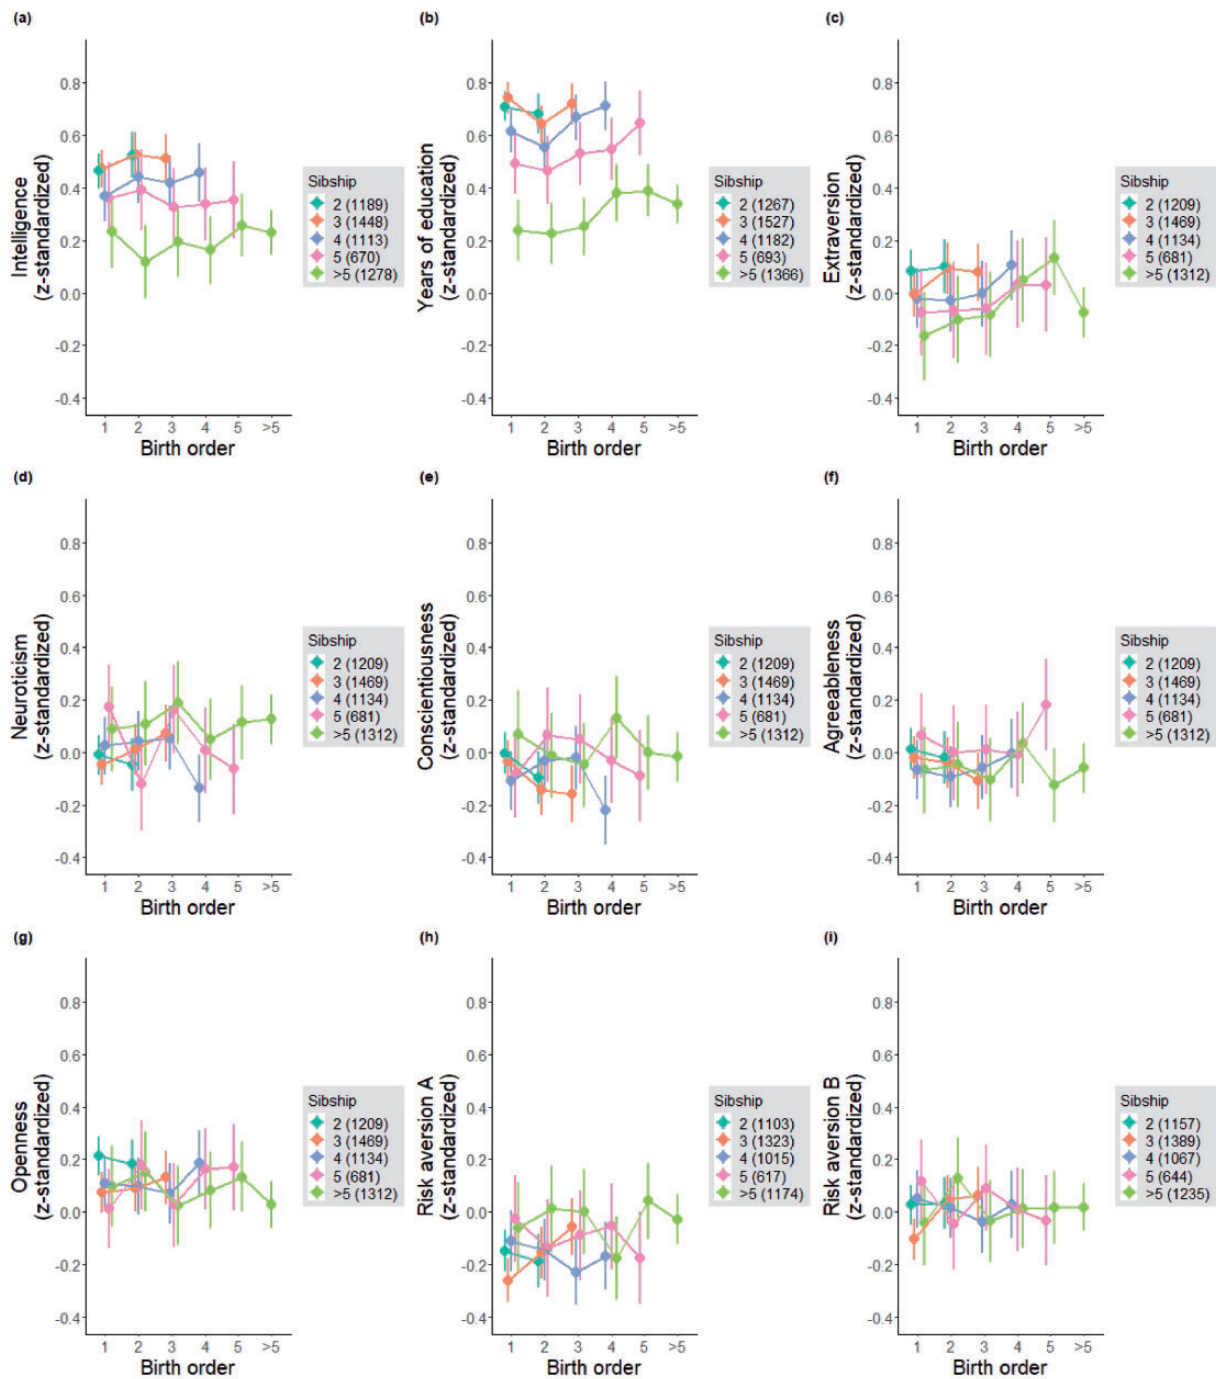 (a)
Intelligence
(z-standardized)
0.8
0.6
0.4
0.2
0.0
-0.2
-0.4
1 2 3 4 5 >5
Birth order
Sibship
2 (1189)
3 (1448)
4 (1113)
5 (670)
>5 (1278)
(b)
Years of education
(z-standardized)
0.8
0.6
0.4
0.2
0.0
-0.2
-0.4
1 2 3 4 5 >5
Birth order
Sibship
2 (1267)
3 (1527)
4 (1182)
5 (693)
>5 (1366)
(c)
Extraversion
(z-standardized)
0.8
0.6
0.4
0.2
0.0
-0.2
-0.4
1 2 3 4 5 >5
Birth order
Sibship
2 (1209)
3 (1469)
4 (1134)
5 (681)
>5 (1312)
(d)
Neuroticism
(z-standardized)
0.8
0.6
0.4
0.2
0.0
-0.2
-0.4
1 2 3 4 5 >5
Birth order
Sibship
2 (1209)
3 (1469)
4 (1134)
5 (681)
>5 (1312)
(e)
Conscientiousness
(z-standardized)
0.8
0.6
0.4
0.2
0.0
-0.2
-0.4
1 2 3 4 5 >5
Birth order
Sibship
2 (1209)
3 (1469)
4 (1134)
5 (681)
>5 (1312)
(f)
Agreeableness
(z-standardized)
0.8
0.6
0.4
0.2
0.0
-0.2
-0.4
1 2 3 4 5 >5
Birth order
Sibship
2 (1209)
3 (1469)
4 (1134)
5 (681)
>5 (1312)
(g)
Openness
(z-standardized)
0.8
0.6
0.4
0.2
0.0
-0.2
-0.4
1 2 3 4 5 >5
Birth order
Sibship
2 (1209)
3 (1469)
4 (1134)
5 (681)
>5 (1312)
(h)
Risk aversion A
(z-standardized)
0.8
0.6
0.4
0.2
0.0
-0.2
-0.4
1 2 3 4 5 >5
Birth order
Sibship
2 (1103)
3 (1323)
4 (1015)
5 (617)
>5 (1174)
(i)
Risk aversion B
(z-standardized)
0.8
0.6
0.4
0.2
0.0
-0.2
-0.4
1 2 3 4 5 >5
Birth order
Sibship
2 (1157)
3 (1389)
4 (1067)
5 (644)
>5 (1235)